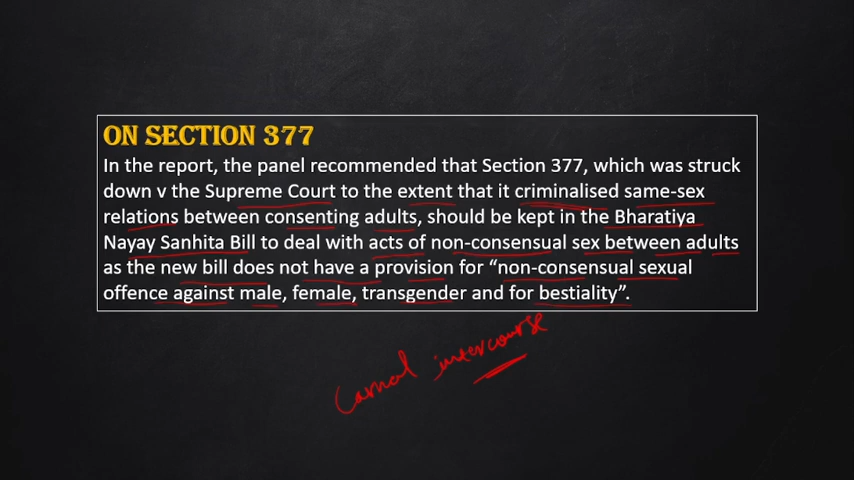 ON SECTION 377
In the report, the panel recommended that Section 377, which was struck
down v the Supreme Court to the extent that it criminalised same-sex
relations between consenting adults, should be kept in the Bharatiya
Nayay Sanhita Bill to deal with acts of non-consensual sex between adults
as the new bill does not have a provision for “non-consensual sexual
offence against male, female, transgender and for bestiality”.
Carnal intercourse